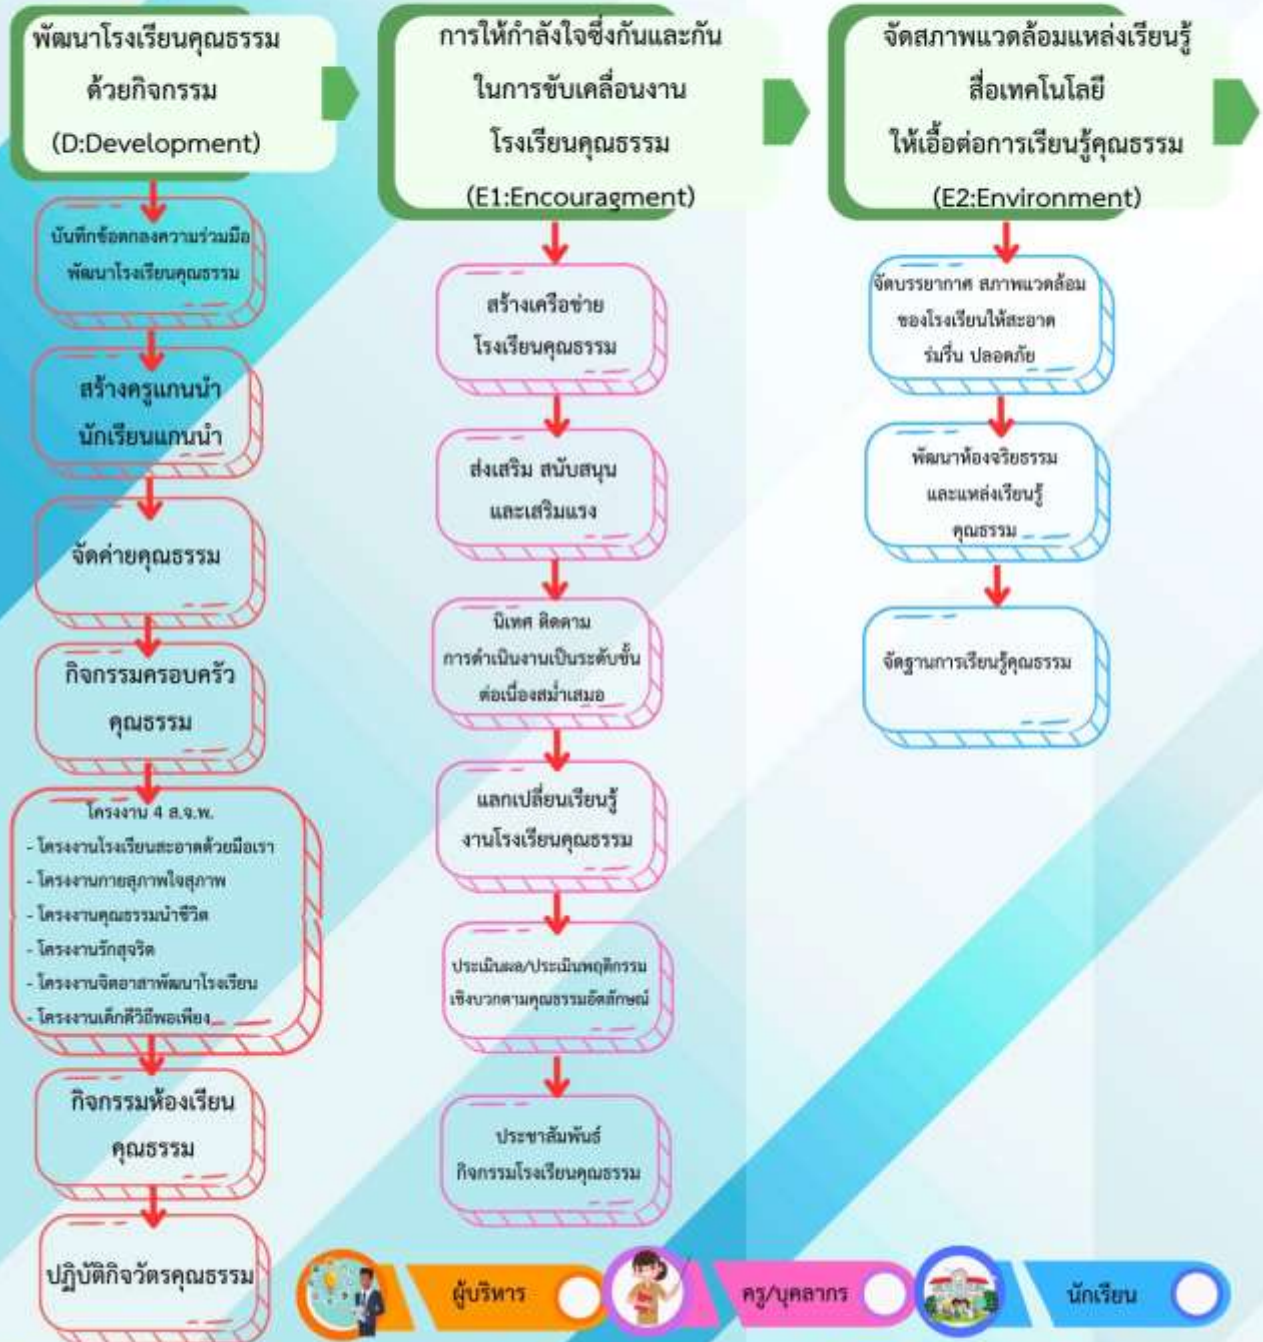 พัฒนาโรงเรียนคุณธรรม
ด้วยกิจกรรม
(D:Development)
บันทึกข้อตกลงความร่วมมือ
พัฒนาโรงเรียนคุณธรรม
สร้างครูแกนนำ
นักเรียนแกนนำ
จัดค่ายคุณธรรม
กิจกรรมครอบครัว
คุณธรรม
โครงงาน 4 ส.จ.พ.
- โครงงานโรงเรียนสะอาดด้วยมือเรา
- โครงงานกายสุภาพใจสุภาพ
- โครงงานคุณธรรมนำชีวิต
- โครงงานรักสุจริต
- โครงงานจิตอาสาพัฒนาโรงเรียน
- โครงงานเด็กดีวิถีพอเพียง
กิจกรรมห้องเรียน
คุณธรรม
ปฏิบัติกิจวัตรคุณธรรม
การให้กำลังใจซึ่งกันและกัน
ในการขับเคลื่อนงาน
โรงเรียนคุณธรรม
(E1:Encouragment)
สร้างเครือข่าย
โรงเรียนคุณธรรม
ส่งเสริม สนับสนุน
และเสริมแรง
นิเทศ ติดตาม
การดำเนินงานเป็นระดับชั้น
ต่อเนื่องสม่ำเสมอ
แลกเปลี่ยนเรียนรู้
งานโรงเรียนคุณธรรม
ประเมินผล/ประเมินพฤติกรรม
เชิงบวกตามคุณธรรมอัตลักษณ์
ประชาสัมพันธ์
กิจกรรมโรงเรียนคุณธรรม
จัดสภาพแวดล้อมแหล่งเรียนรู้
สื่อเทคโนโลยี
ให้เอื้อต่อการเรียนรู้คุณธรรม
(E2:Environment)
จัดบรรยากาศ สภาพแวดล้อม
ของโรงเรียนให้สะอาด
ร่มรื่น ปลอดภัย
พัฒนาห้องจริยธรรม
และแหล่งเรียนรู้
คุณธรรม
จัดฐานการเรียนรู้คุณธรรม
ผู้บริหาร
ครู/บุคลากร
นักเรียน